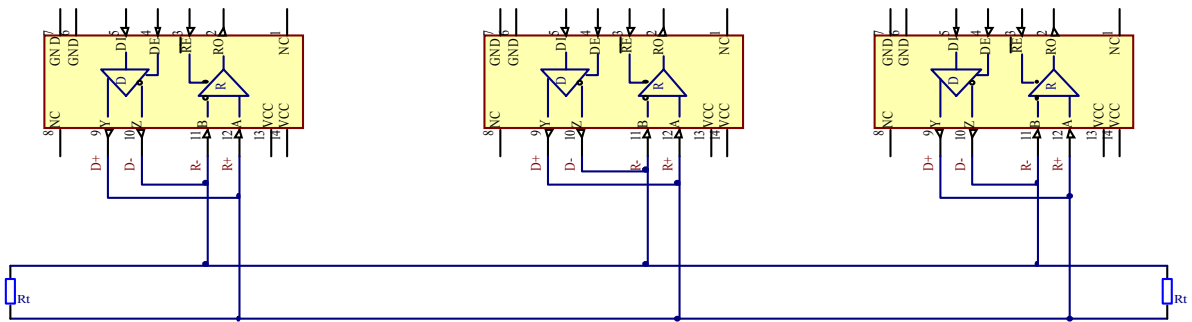 7 6 5 4 3 2 1
GND GND DI DE RE RO NC
D R
NC Y Z B A VCC VCC
8 9 10 11 12 13 14
D+ D- R- R+
7 6 5 4 3 2 1
GND GND DI DE RE RO NC
D R
NC Y Z B A VCC VCC
8 9 10 11 12 13 14
D+ D- R- R+
7 6 5 4 3 2 1
GND GND DI DE RE RO NC
D R
NC Y Z B A VCC VCC
8 9 10 11 12 13 14
D+ D- R- R+
Rt Rt